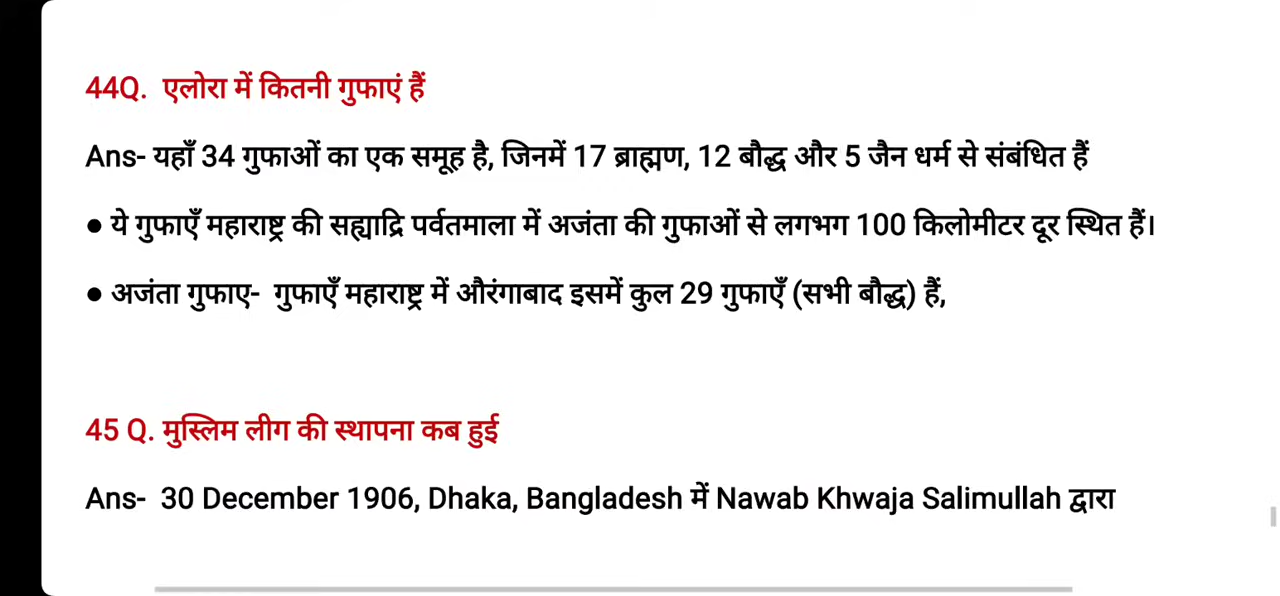 44Q. एलोरा में कितनी गुफाएं हैं
Ans- यहाँ 34 गुफाओं का एक समूह है, जिनमें 17 ब्राह्मण, 12 बौद्ध और 5 जैन धर्म से संबंधित हैं
● ये गुफाएँ महाराष्ट्र की सह्याद्रि पर्वतमाला में अजंता की गुफाओं से लगभग 100 किलोमीटर दूर स्थित हैं।
● अजंता गुफाए- गुफाएँ महाराष्ट्र में औरंगाबाद इसमें कुल 29 गुफाएँ (सभी बौद्ध) हैं,
45 Q. मुस्लिम लीग की स्थापना कब हुई
Ans- 30 December 1906, Dhaka, Bangladesh में Nawab Khwaja Salimullah द्वारा